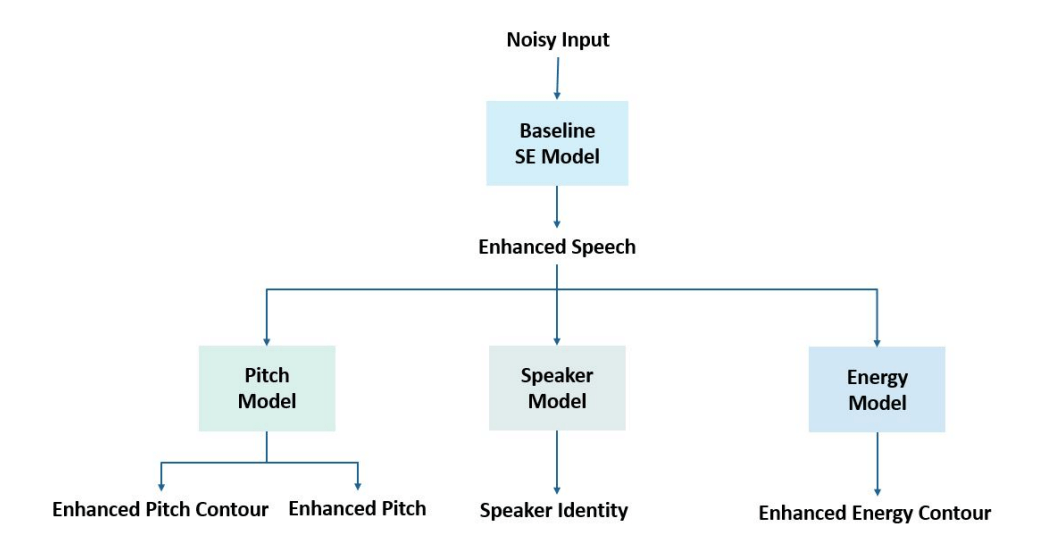 Noisy Input
Baseline
SE Model
Enhanced Speech
Pitch
Model
Speaker
Model
Energy
Model
Enhanced Pitch Contour
Enhanced Pitch
Speaker Identity
Enhanced Energy Contour